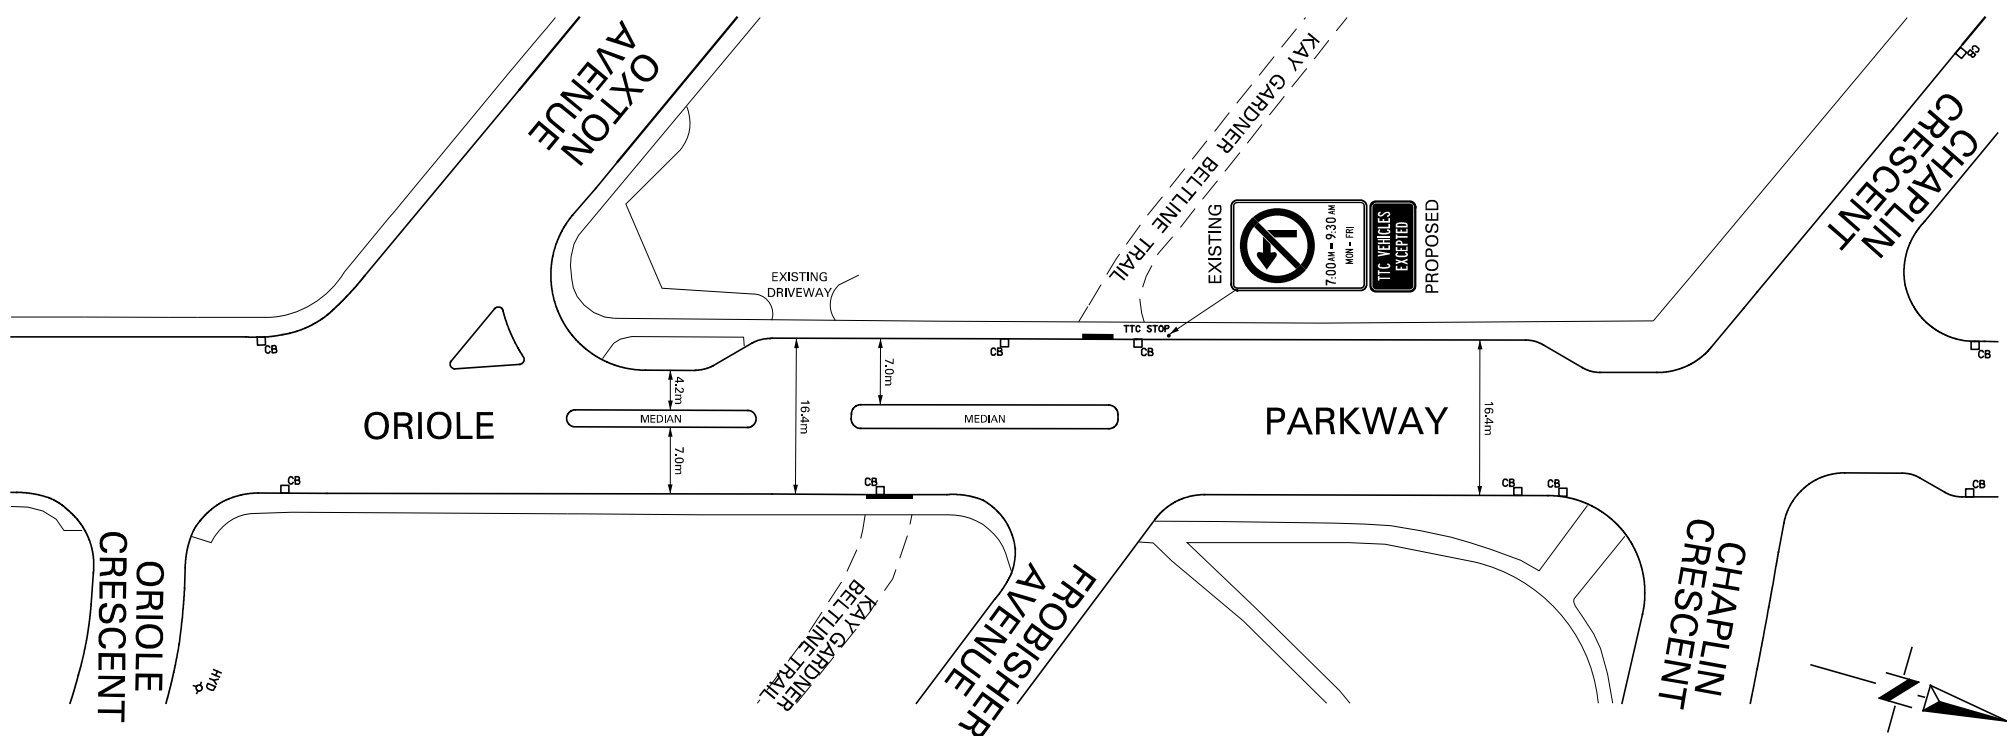 OXTON
AVENUE
KAY GARDNER BELTLINE TRAIL
CB
CHAPLIN
CRESCENT
EXISTING
7:00AM - 9:30AM
MON - FRI
TTC VEHICLES
EXCEPTED
PROPOSED
EXISTING
DRIVEWAY
TTC STOP
CB
CB
CB
CB
4.2m
7.0m
16.4m
7.0m
16.4m
MEDIAN
MEDIAN
ORIOLE
PARKWAY
CB
CB
CB
CB
CB
ORIOLE
CRESCENT
HYD
KAY GARDNER
BELTLINE TRAIL
FROBISHER
AVENUE
CHAPLIN
CRESCENT
N